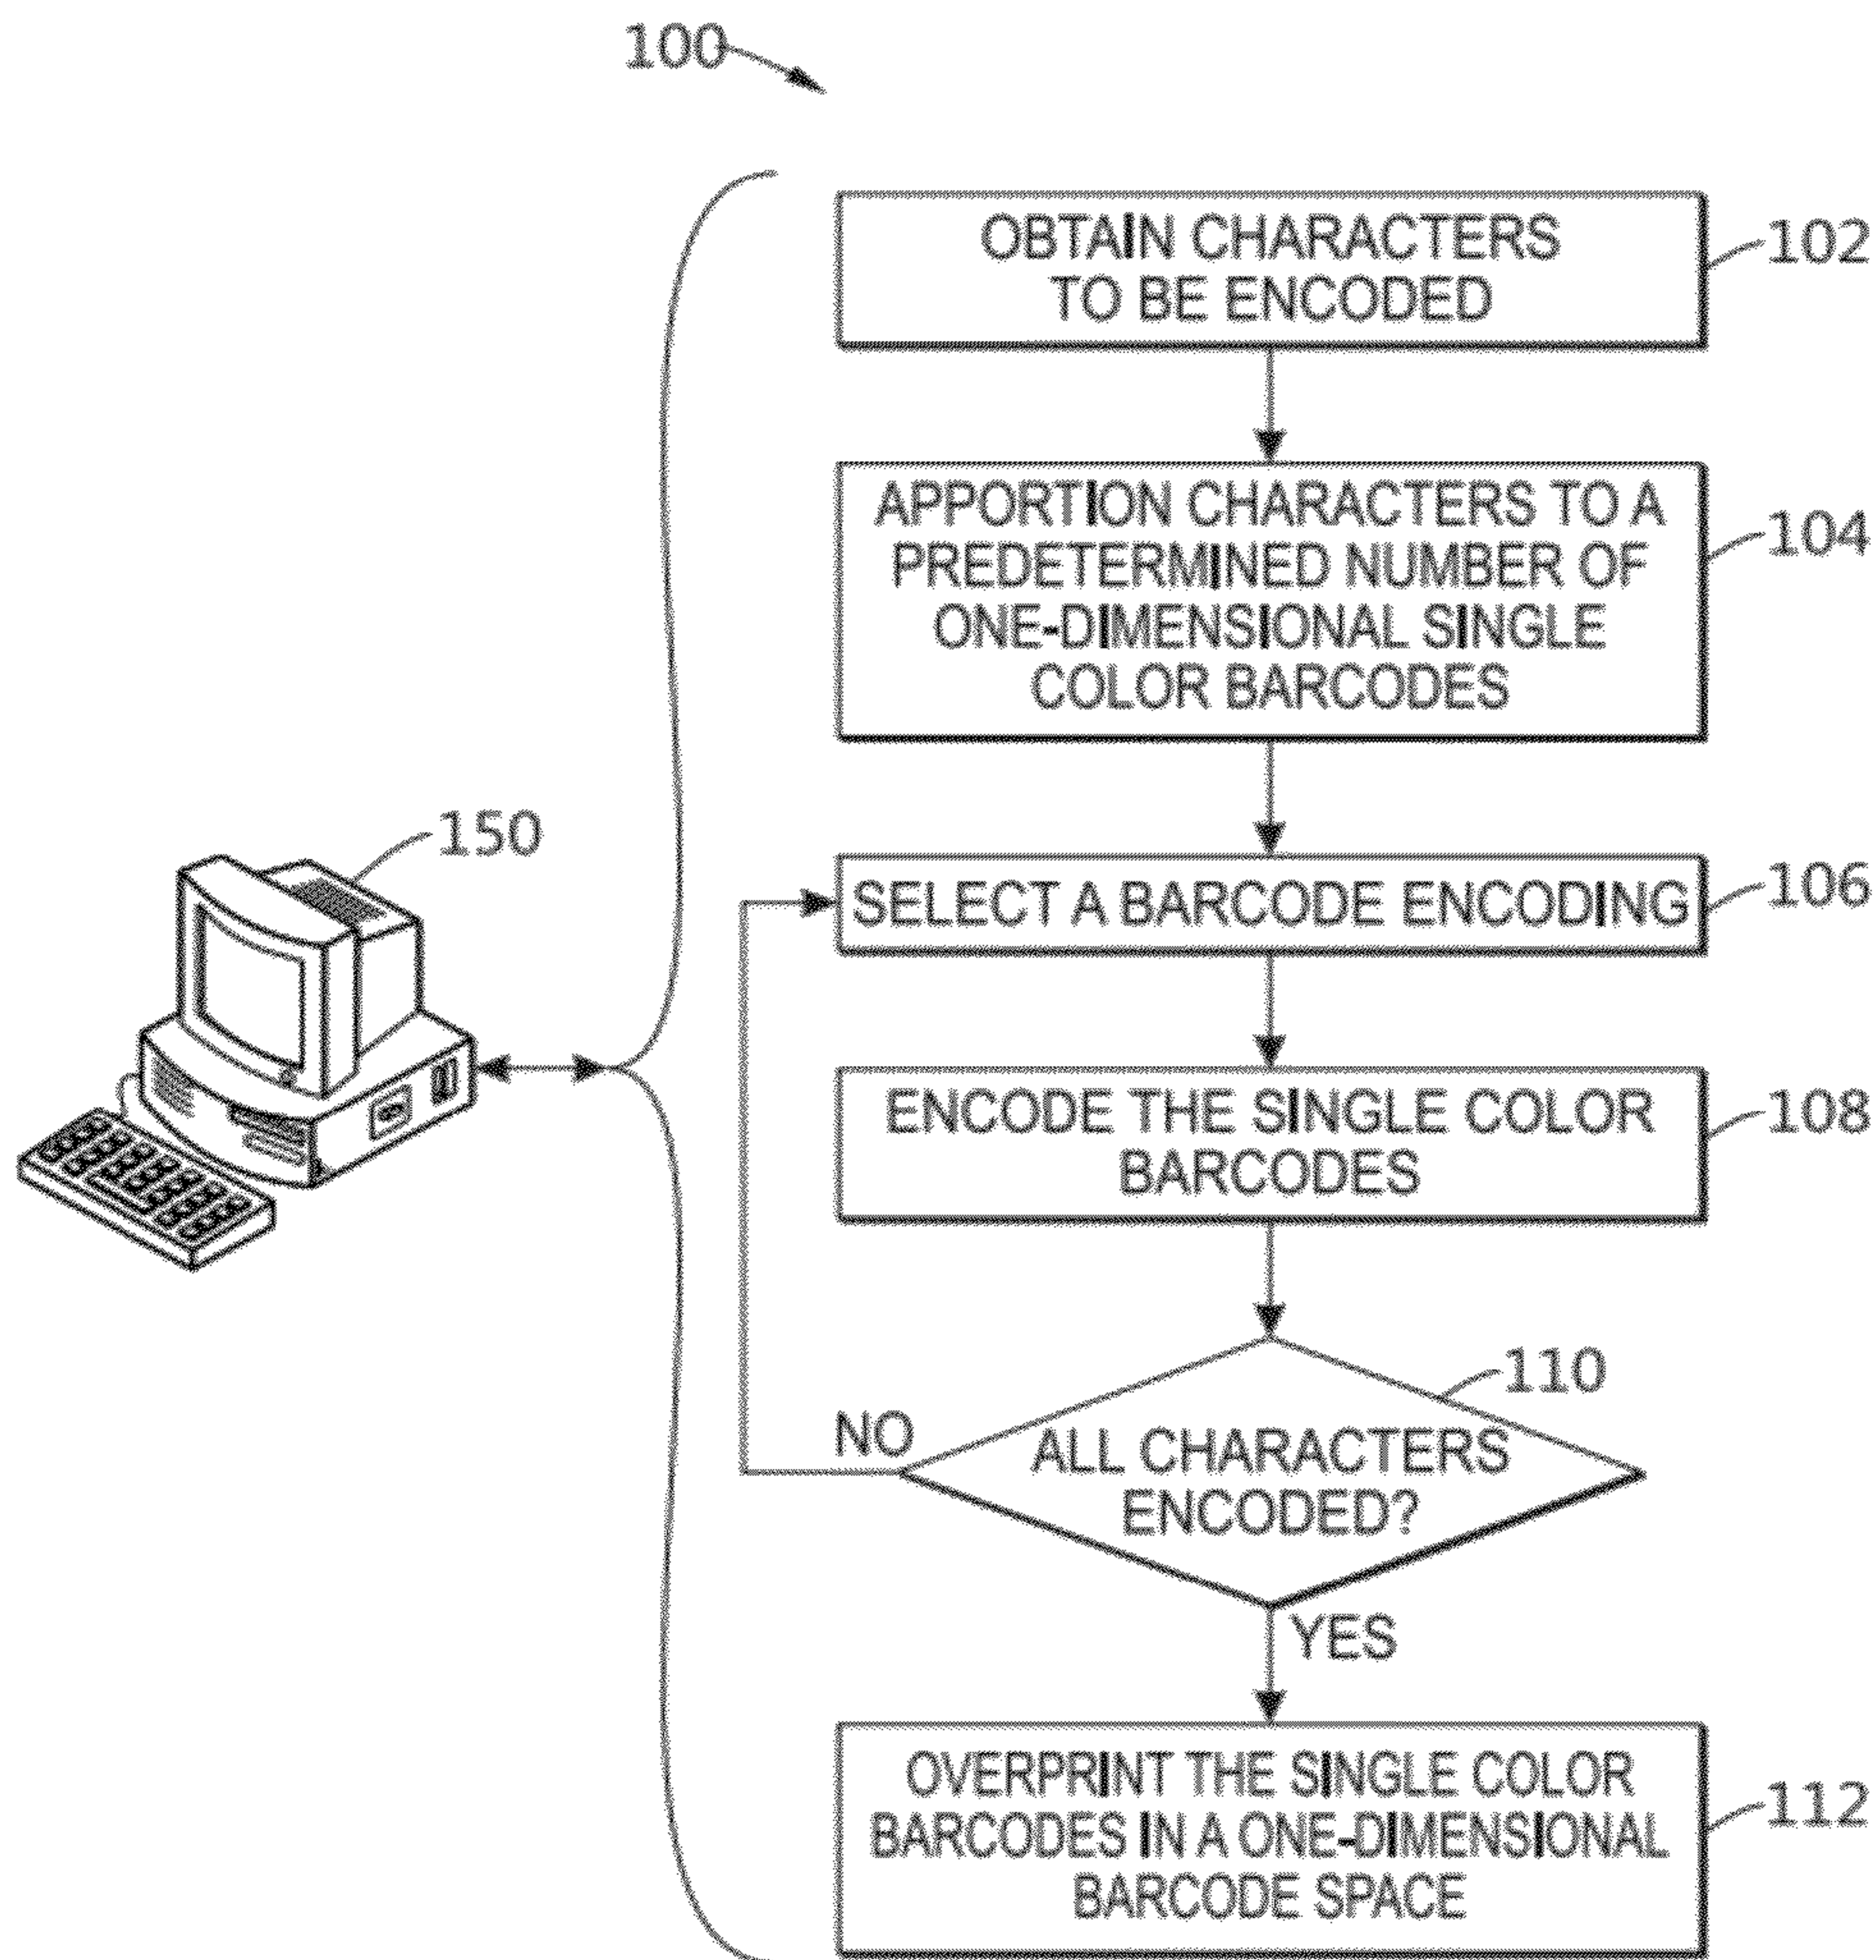 100
OBTAIN CHARACTERS
TO BE ENCODED
102
APPORTION CHARACTERS TO A
PREDETERMINED NUMBER OF
ONE-DIMENSIONAL SINGLE
COLOR BARCODES
104
150
SELECT A BARCODE ENCODING
106
ENCODE THE SINGLE COLOR
BARCODES
108
110
NO
ALL CHARACTERS
ENCODED?
YES
OVERPRINT THE SINGLE COLOR
BARCODES IN A ONE-DIMENSIONAL
BARCODE SPACE
112